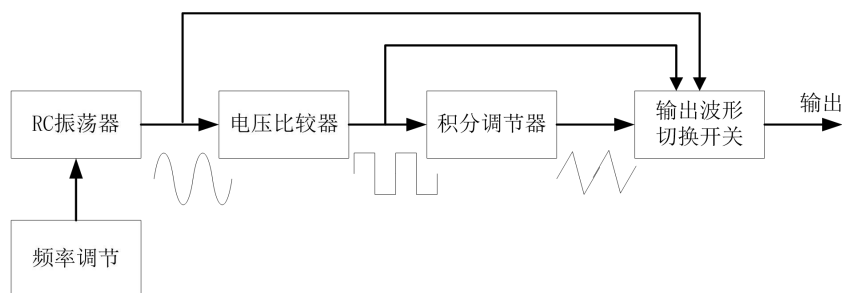 RC振荡器
电压比较器
积分调节器
输出波形
切换开关
输出
频率调节